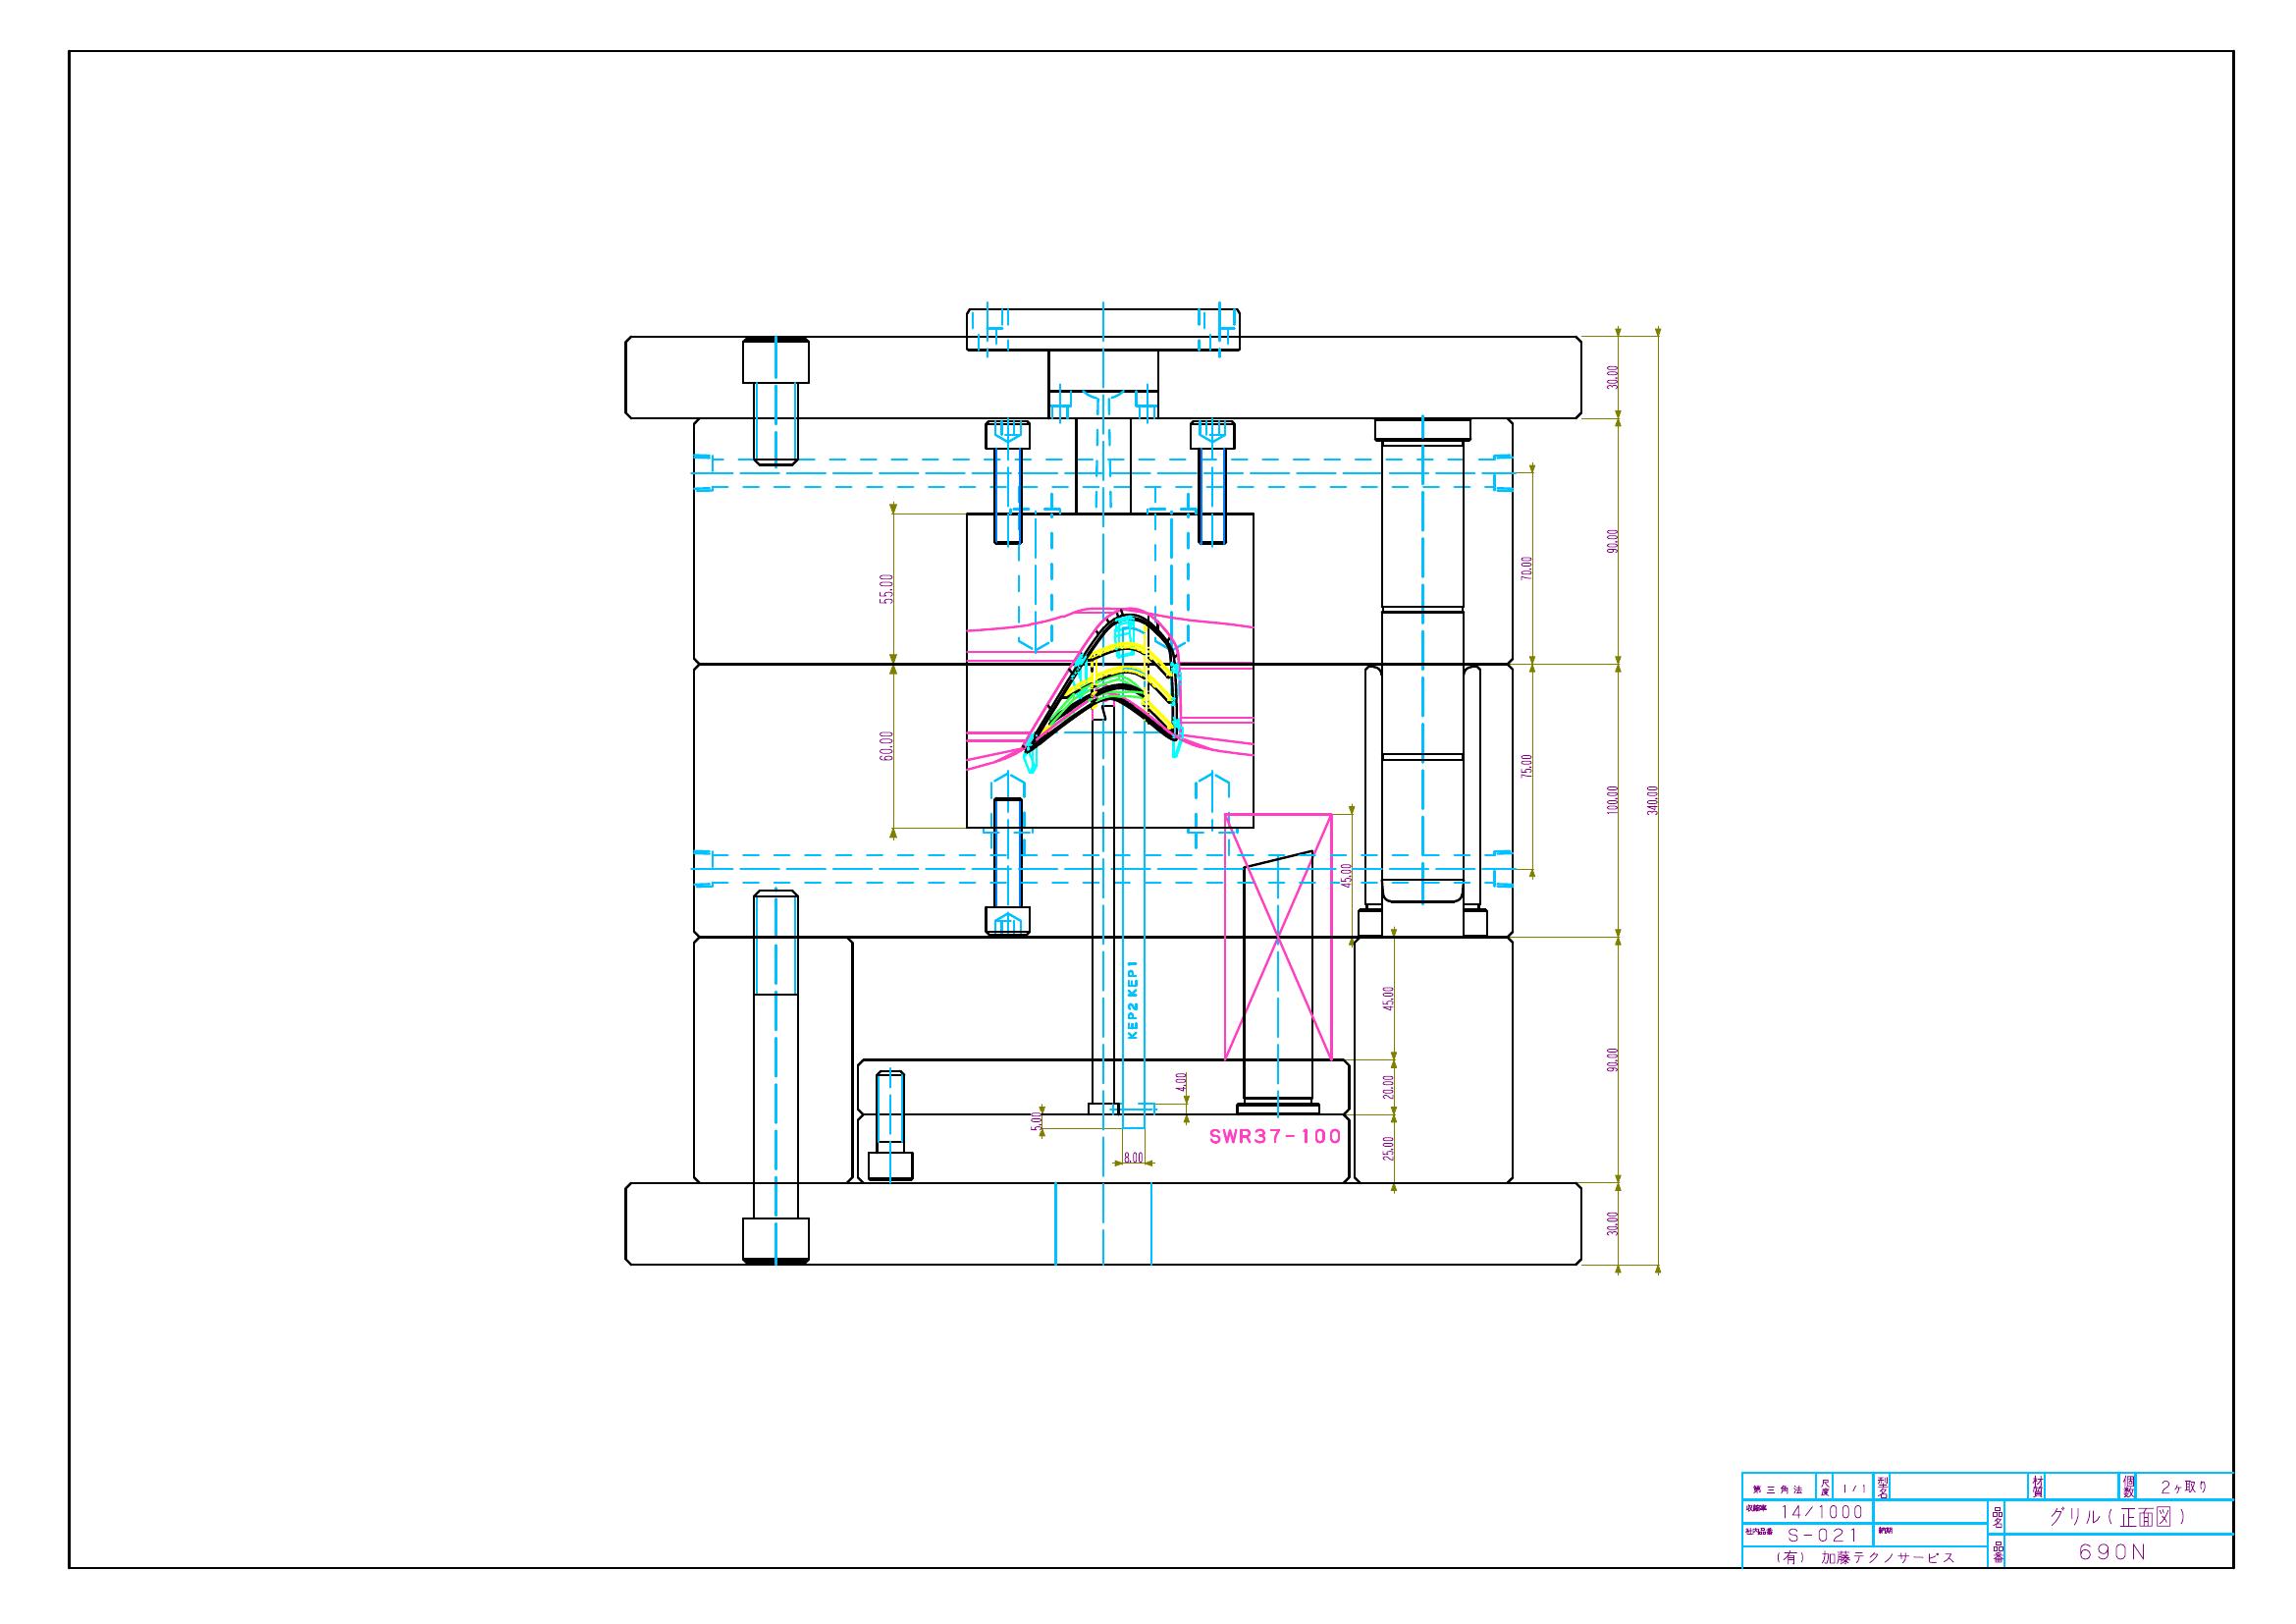 30.00
90.00
70.00
55.00
60.00
75.00
100.00
340.00
45.00
KEP2 KEP1
45.00
90.00
4.00
20.00
5.00
SWR37-100
25.00
8.00
30.00
第三角法 尺度 1/1 型名 材質 個数 2ヶ取り
収縮率 14/1000 品名 グリル(正面図)
社内品番 S-021 納期
品番 690N
(有) 加藤テクノサービス